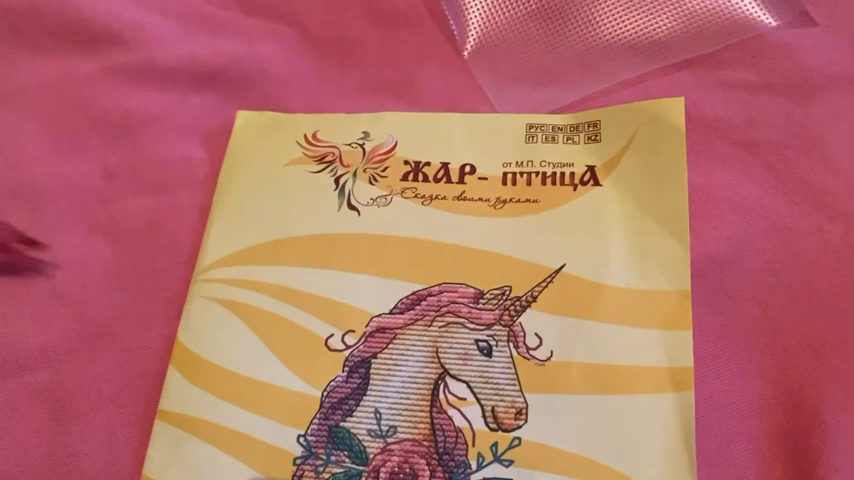 РУС EN DE FR
IT ES PL KZ
от М.П. Студии
ЖАР-ПТИЦА
Сказка своими руками